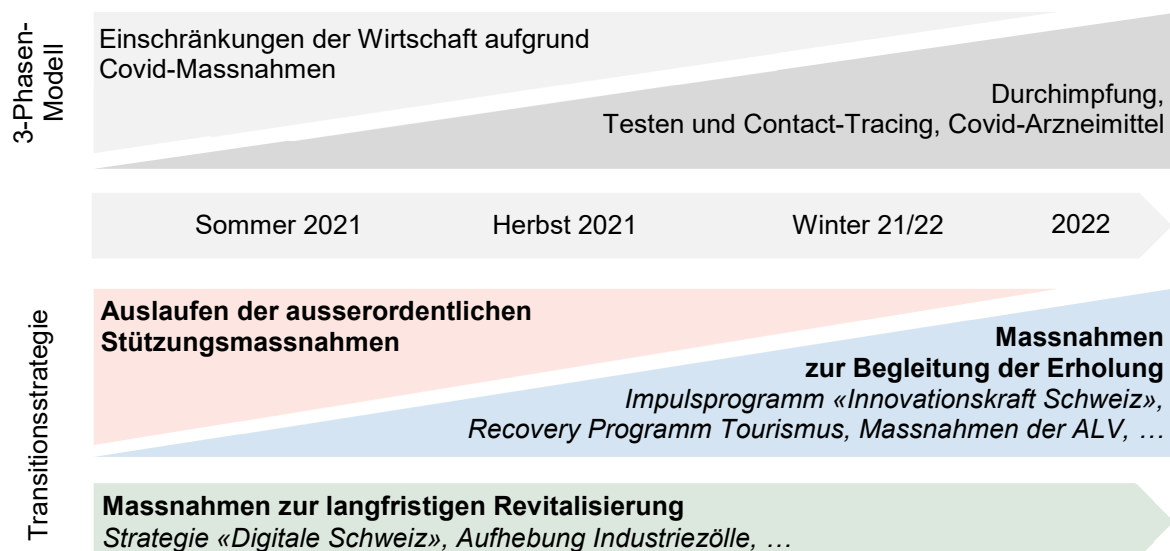 3-Phasen-
Modell
Einschränkungen der Wirtschaft aufgrund
Covid-Massnahmen
Durchimpfung,
Testen und Contact-Tracing, Covid-Arzneimittel
Sommer 2021 Herbst 2021 Winter 21/22 2022
Transitionsstrategie
Auslaufen der ausserordentlichen
Stützungsmassnahmen
Massnahmen
zur Begleitung der Erholung
Impulsprogramm «Innovationskraft Schweiz»,
Recovery Programm Tourismus, Massnahmen der ALV, …
Massnahmen zur langfristigen Revitalisierung
Strategie «Digitale Schweiz», Aufhebung Industriezölle, …